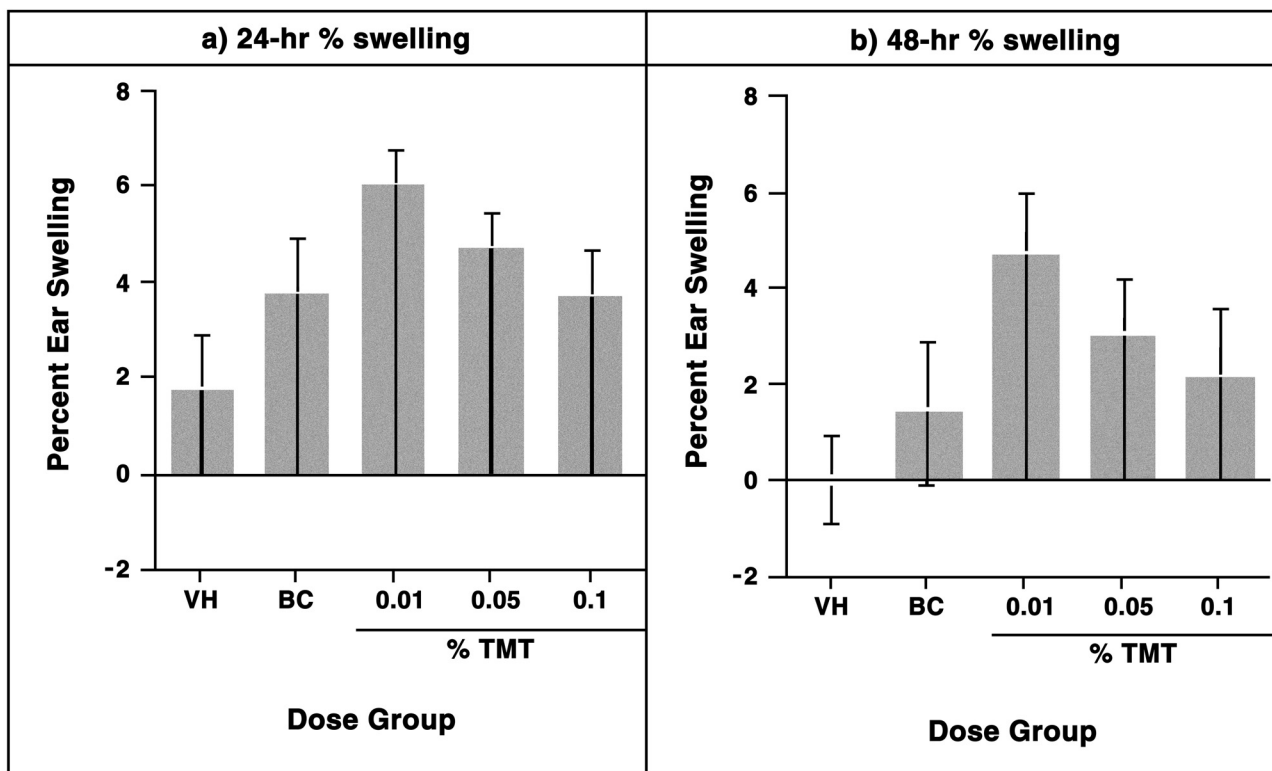 a) 24-hr % swelling
Percent Ear Swelling
8
6
4
2
0
-2
VH BC 0.01 0.05 0.1
% TMT
Dose Group
b) 48-hr % swelling
Percent Ear Swelling
8
6
4
2
0
-2
VH BC 0.01 0.05 0.1
% TMT
Dose Group